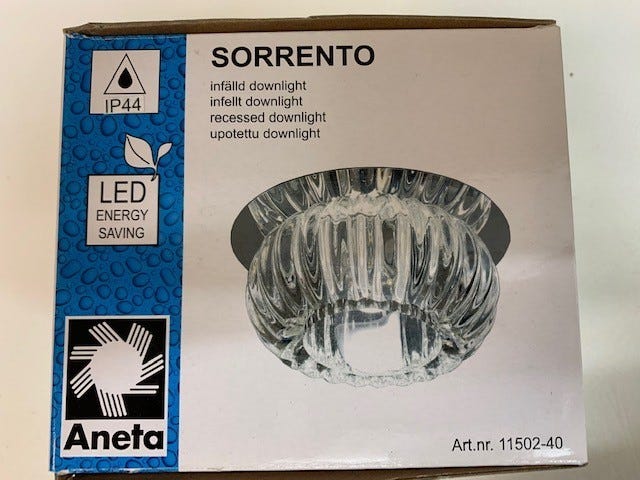 SORRENTO
infälld downlight
infellt downlight
recessed downlight
upotettu downlight
IP44
LED
ENERGY
SAVING
Aneta
Art.nr. 11502-40